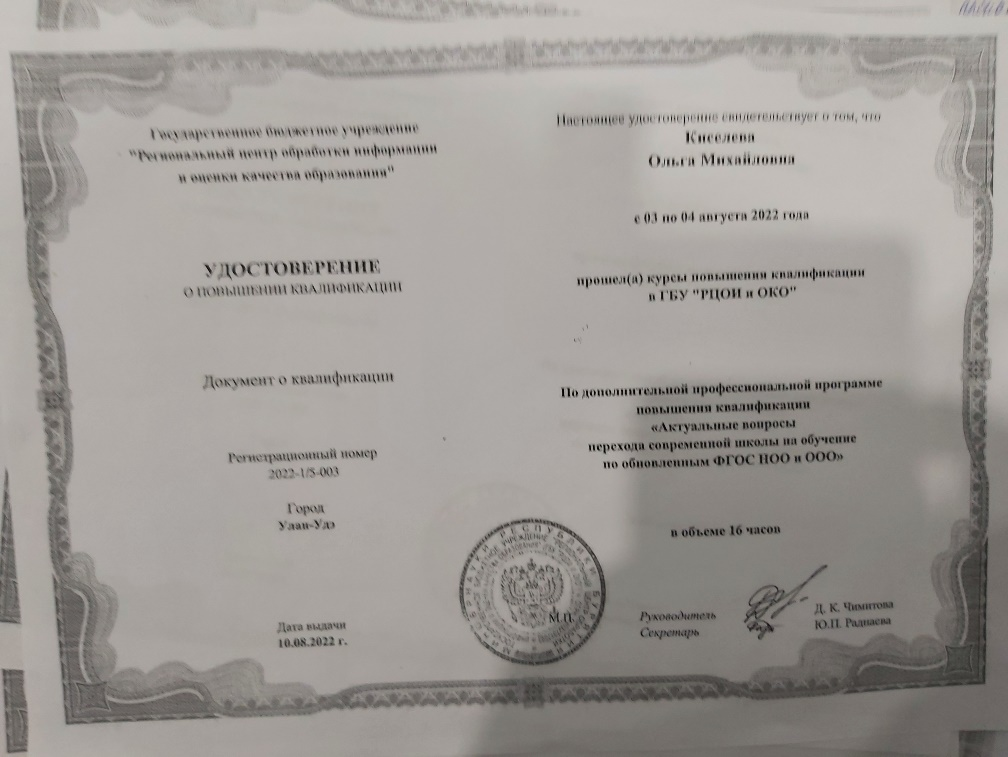 Государственное бюджетное учреждение
"Региональный центр обработки информации
и оценки качества образования"
УДОСТОВЕРЕНИЕ
О ПОВЫШЕНИИ КВАЛИФИКАЦИИ
Документ о квалификации
Регистрационный номер
2022-1/5-003
Город
Улан-Удэ
Дата выдачи
10.08.2022 г.
Настоящее удостоверение свидетельствует о том, что
Киселева
Ольга Михайловна
с 03 по 04 августа 2022 года
прошел(а) курсы повышения квалификации
в ГБУ "РЦОИ и ОКО"
По дополнительной профессиональной программе
повышения квалификации
«Актуальные вопросы
перехода современной школы на обучение
по обновленным ФГОС НОО и ООО»
в объеме 16 часов
М.П.
Руководитель
Д. К. Чимитова
Секретарь
Ю.П. Раднаева
РЕСПУБЛИКИ БУРЯТИЯ